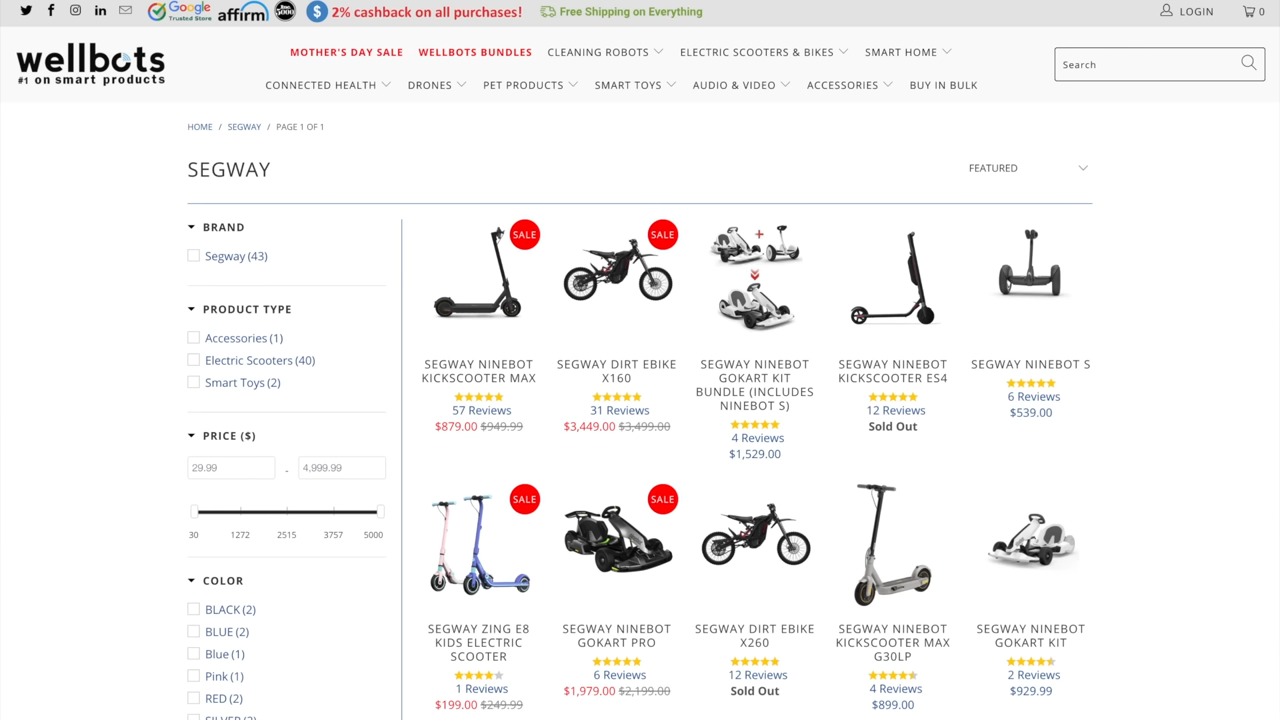 Google
Trusted Store
affirm
Inc.
5000
$
2% cashback on all purchases!
Free Shipping on Everything
LOGIN
0
wellbots
#1 on smart products
MOTHER'S DAY SALE
WELLBOTS BUNDLES
CLEANING ROBOTS
ELECTRIC SCOOTERS & BIKES
SMART HOME
CONNECTED HEALTH
DRONES
PET PRODUCTS
SMART TOYS
AUDIO & VIDEO
ACCESSORIES
BUY IN BULK
Search
HOME / SEGWAY / PAGE 1 OF 1
SEGWAY
FEATURED
BRAND
Segway (43)
PRODUCT TYPE
Accessories (1)
Electric Scooters (40)
Smart Toys (2)
PRICE ($)
29.99 - 4,999.99
30 1272 2515 3757 5000
COLOR
BLACK (2)
BLUE (2)
Blue (1)
Pink (1)
RED (2)
SILVER (2)
SALE
SEGWAY NINEBOT
KICKSCOOTER MAX
57 Reviews
$879.00 $949.99
SALE
SEGWAY DIRT EBIKE
X160
31 Reviews
$3,449.00 $3,499.00
SEGWAY NINEBOT
GOKART KIT
BUNDLE (INCLUDES
NINEBOT S)
4 Reviews
$1,529.00
SEGWAY NINEBOT
KICKSCOOTER ES4
12 Reviews
Sold Out
SEGWAY NINEBOT S
6 Reviews
$539.00
SALE
SEGWAY ZING E8
KIDS ELECTRIC
SCOOTER
1 Reviews
$199.00 $249.99
SALE
SEGWAY NINEBOT
GOKART PRO
6 Reviews
$1,979.00 $2,199.00
SEGWAY DIRT EBIKE
X260
12 Reviews
Sold Out
SEGWAY NINEBOT
KICKSCOOTER MAX
G30LP
4 Reviews
$899.00
SEGWAY NINEBOT
GOKART KIT
2 Reviews
$929.99